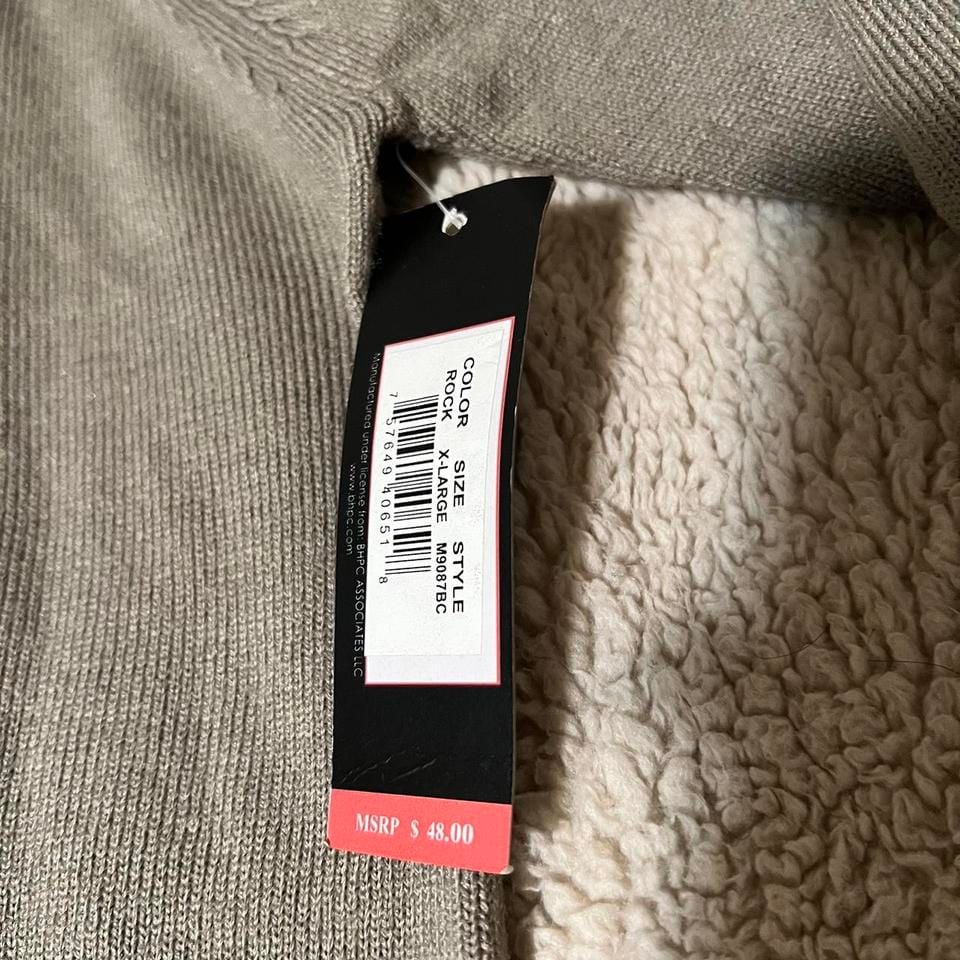 COLOR SIZE STYLE
ROCK X-LARGE M9087BC
7 57649 40651 8
Manufactured under license from: BHPC ASSOCIATES LLC
www.bhpc.com
MSRP $ 48.00